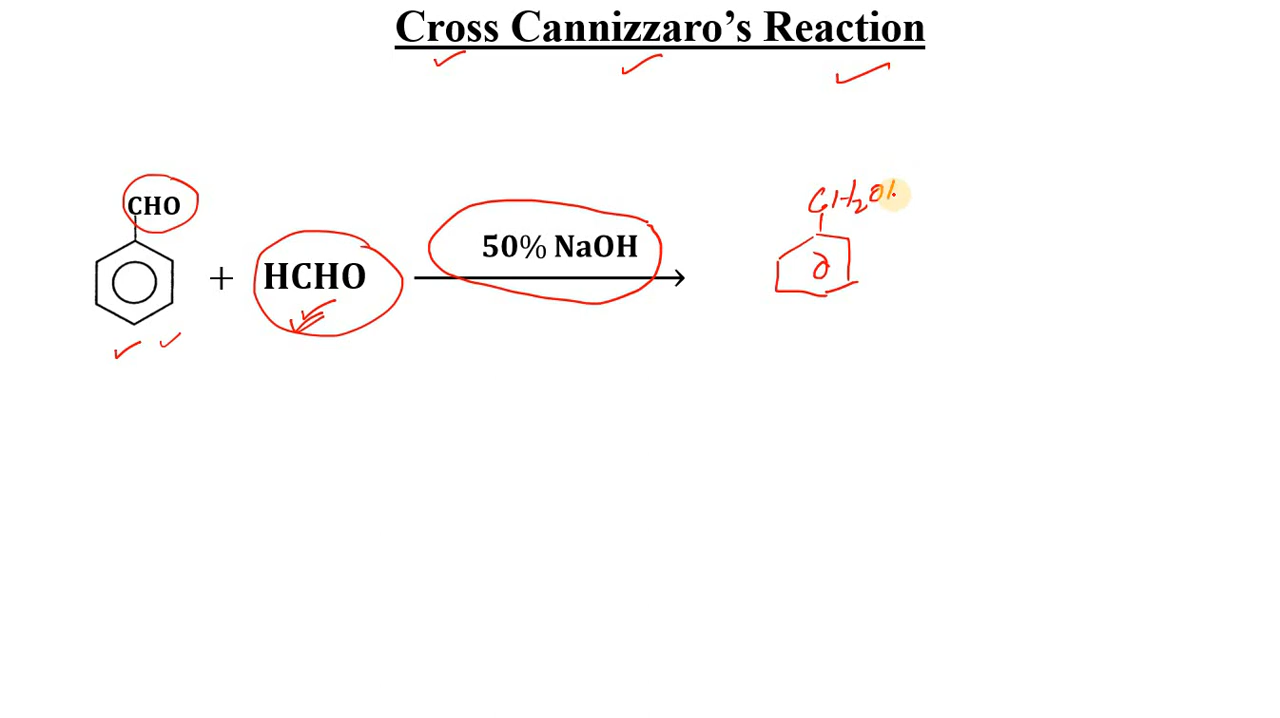 Cross Cannizzaro’s Reaction
CHO
+ HCHO
50% NaOH
CH₂OH